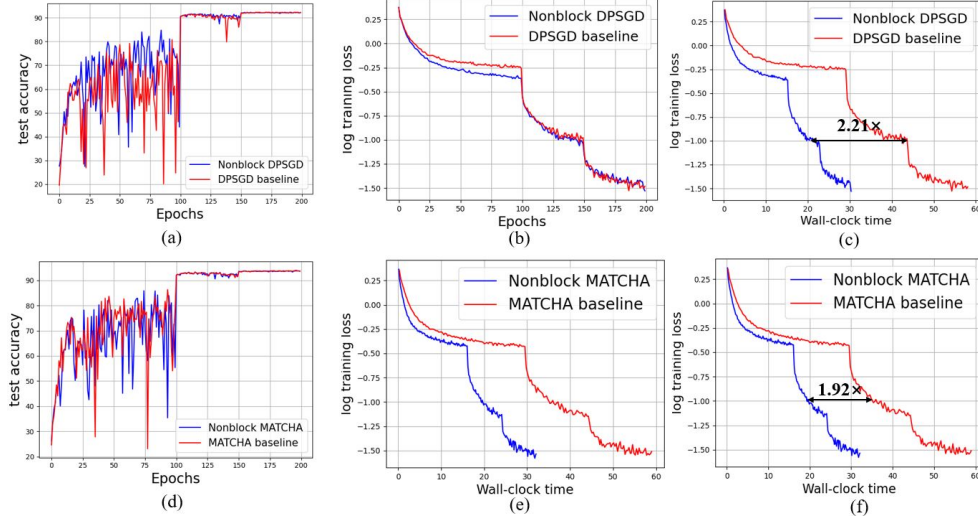 test accuracy
90
80
70
60
50
40
30
20
Nonblock DPSGD
DPSGD baseline
0 25 50 75 100 125 150 175 200
Epochs
(a)
log training loss
0.25
0.00
-0.25
-0.50
-0.75
-1.00
-1.25
-1.50
Nonblock DPSGD
DPSGD baseline
0 25 50 75 100 125 150 175 200
Epochs
(b)
log training loss
0.25
0.00
-0.25
-0.50
-0.75
-1.00
-1.25
-1.50
Nonblock DPSGD
DPSGD baseline
2.21×
0 10 20 30 40 50 60
Wall-clock time
(c)
test accuracy
90
80
70
60
50
40
30
20
Nonblock MATCHA
MATCHA baseline
0 25 50 75 100 125 150 175 200
Epochs
(d)
log training loss
0.25
0.00
-0.25
-0.50
-0.75
-1.00
-1.25
-1.50
Nonblock MATCHA
MATCHA baseline
0 10 20 30 40 50 60
Wall-clock time
(e)
log training loss
0.25
0.00
-0.25
-0.50
-0.75
-1.00
-1.25
-1.50
Nonblock MATCHA
MATCHA baseline
1.92×
0 10 20 30 40 50 60
Wall-clock time
(f)